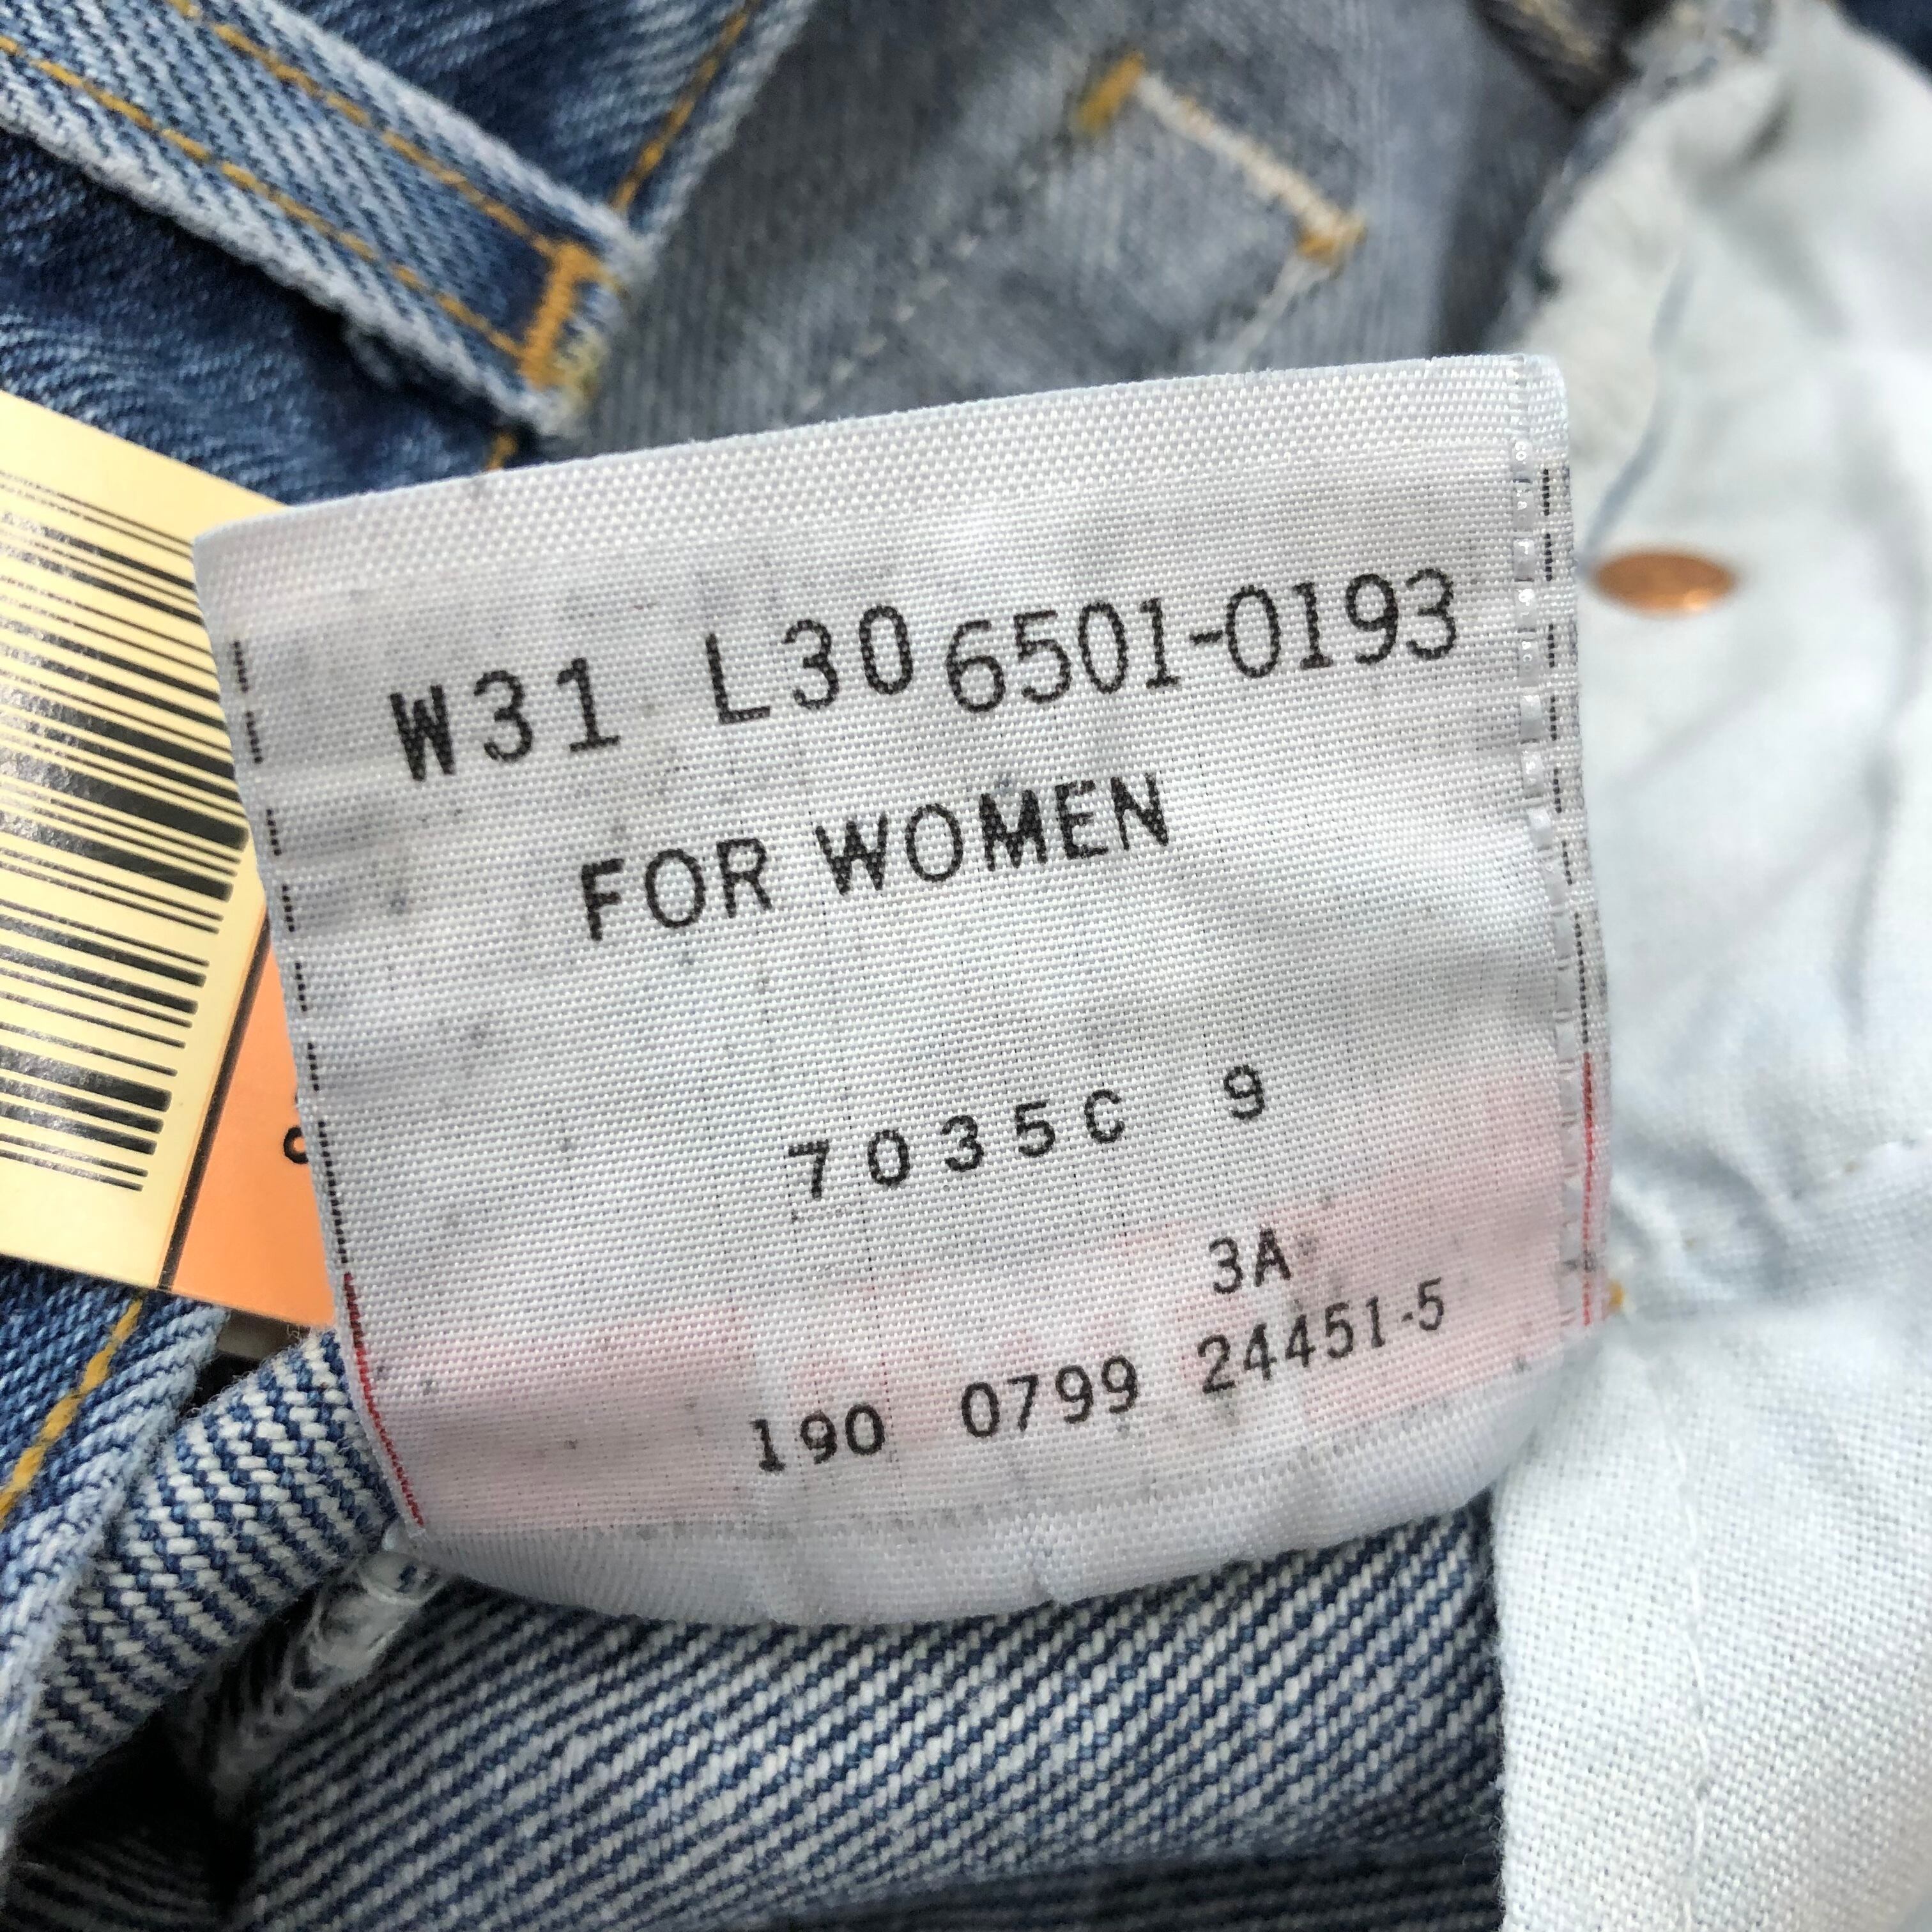 W31 L30 6501-0193
FOR WOMEN
7035C 9
3A
190 0799 24451-5